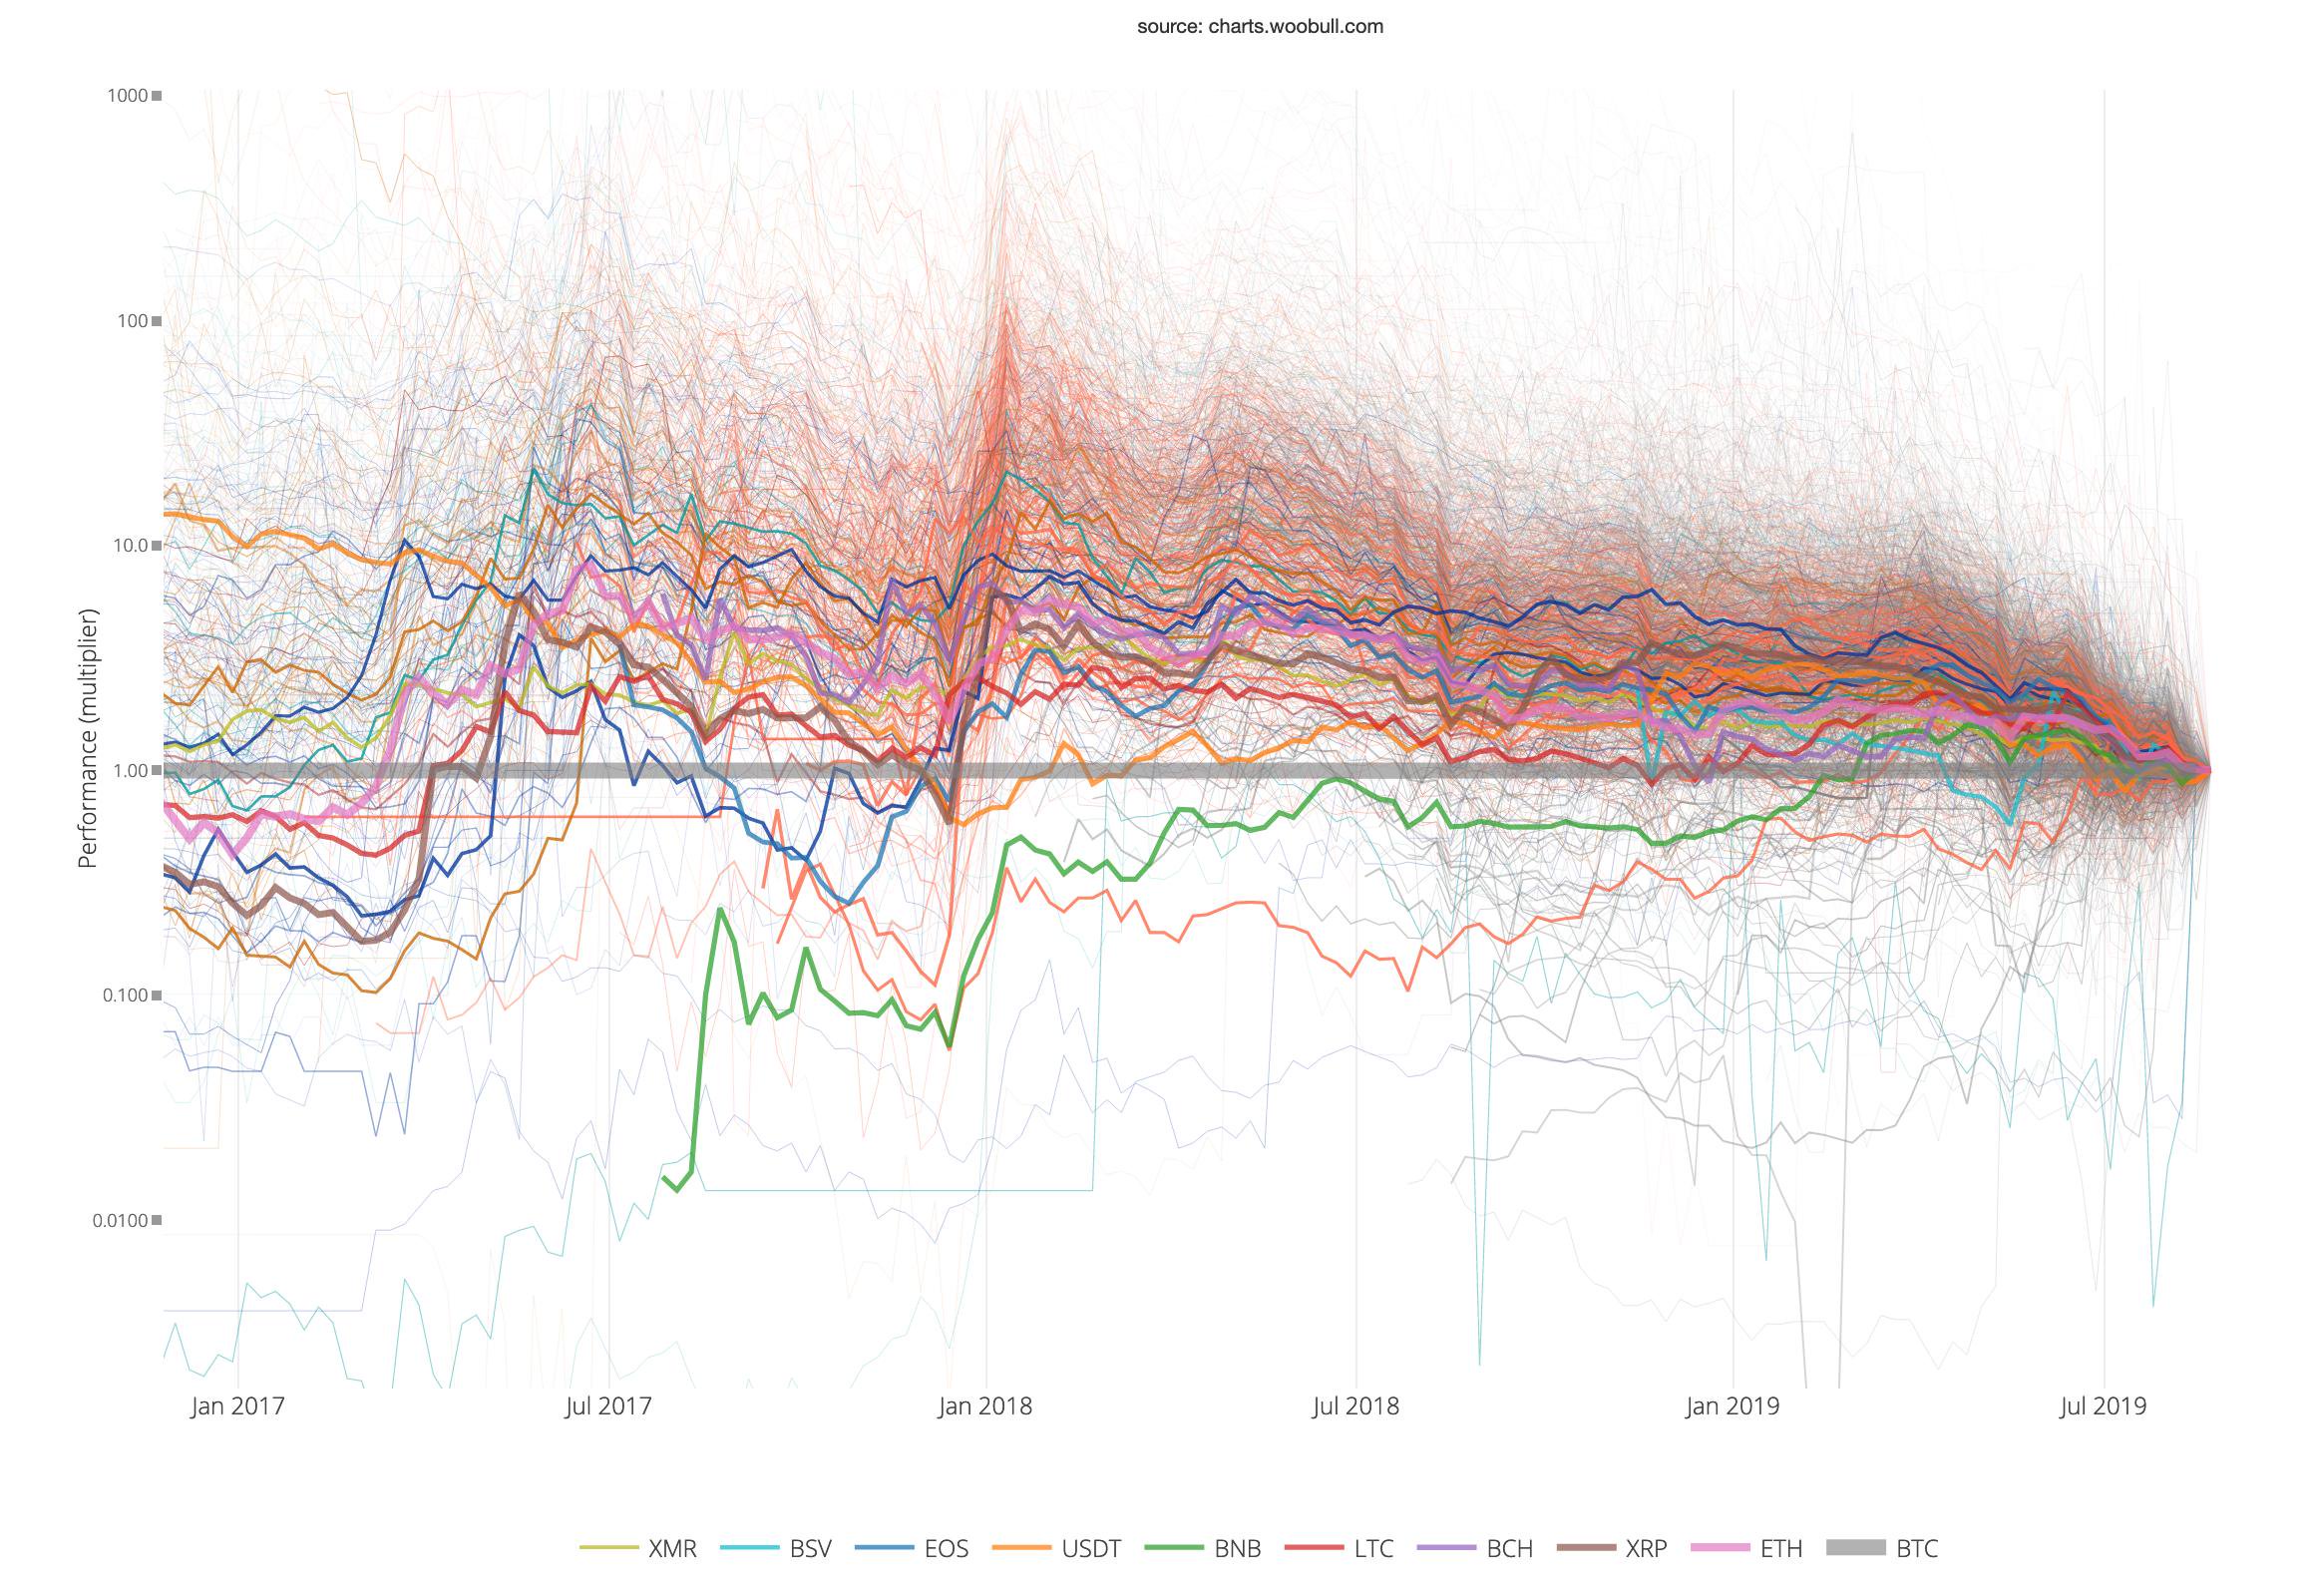 source: charts.woobull.com
1000
100
10.0
1.00
0.100
0.0100
Performance (multiplier)
Jan 2017
Jul 2017
Jan 2018
Jul 2018
Jan 2019
Jul 2019
XMR BSV EOS USDT BNB LTC BCH XRP ETH BTC